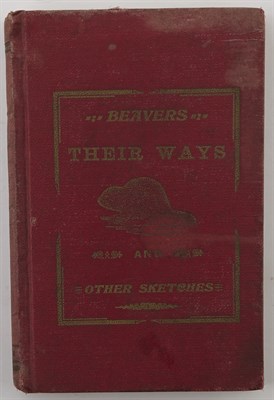 BEAVERS
THEIR WAYS
AND
OTHER SKETCHES